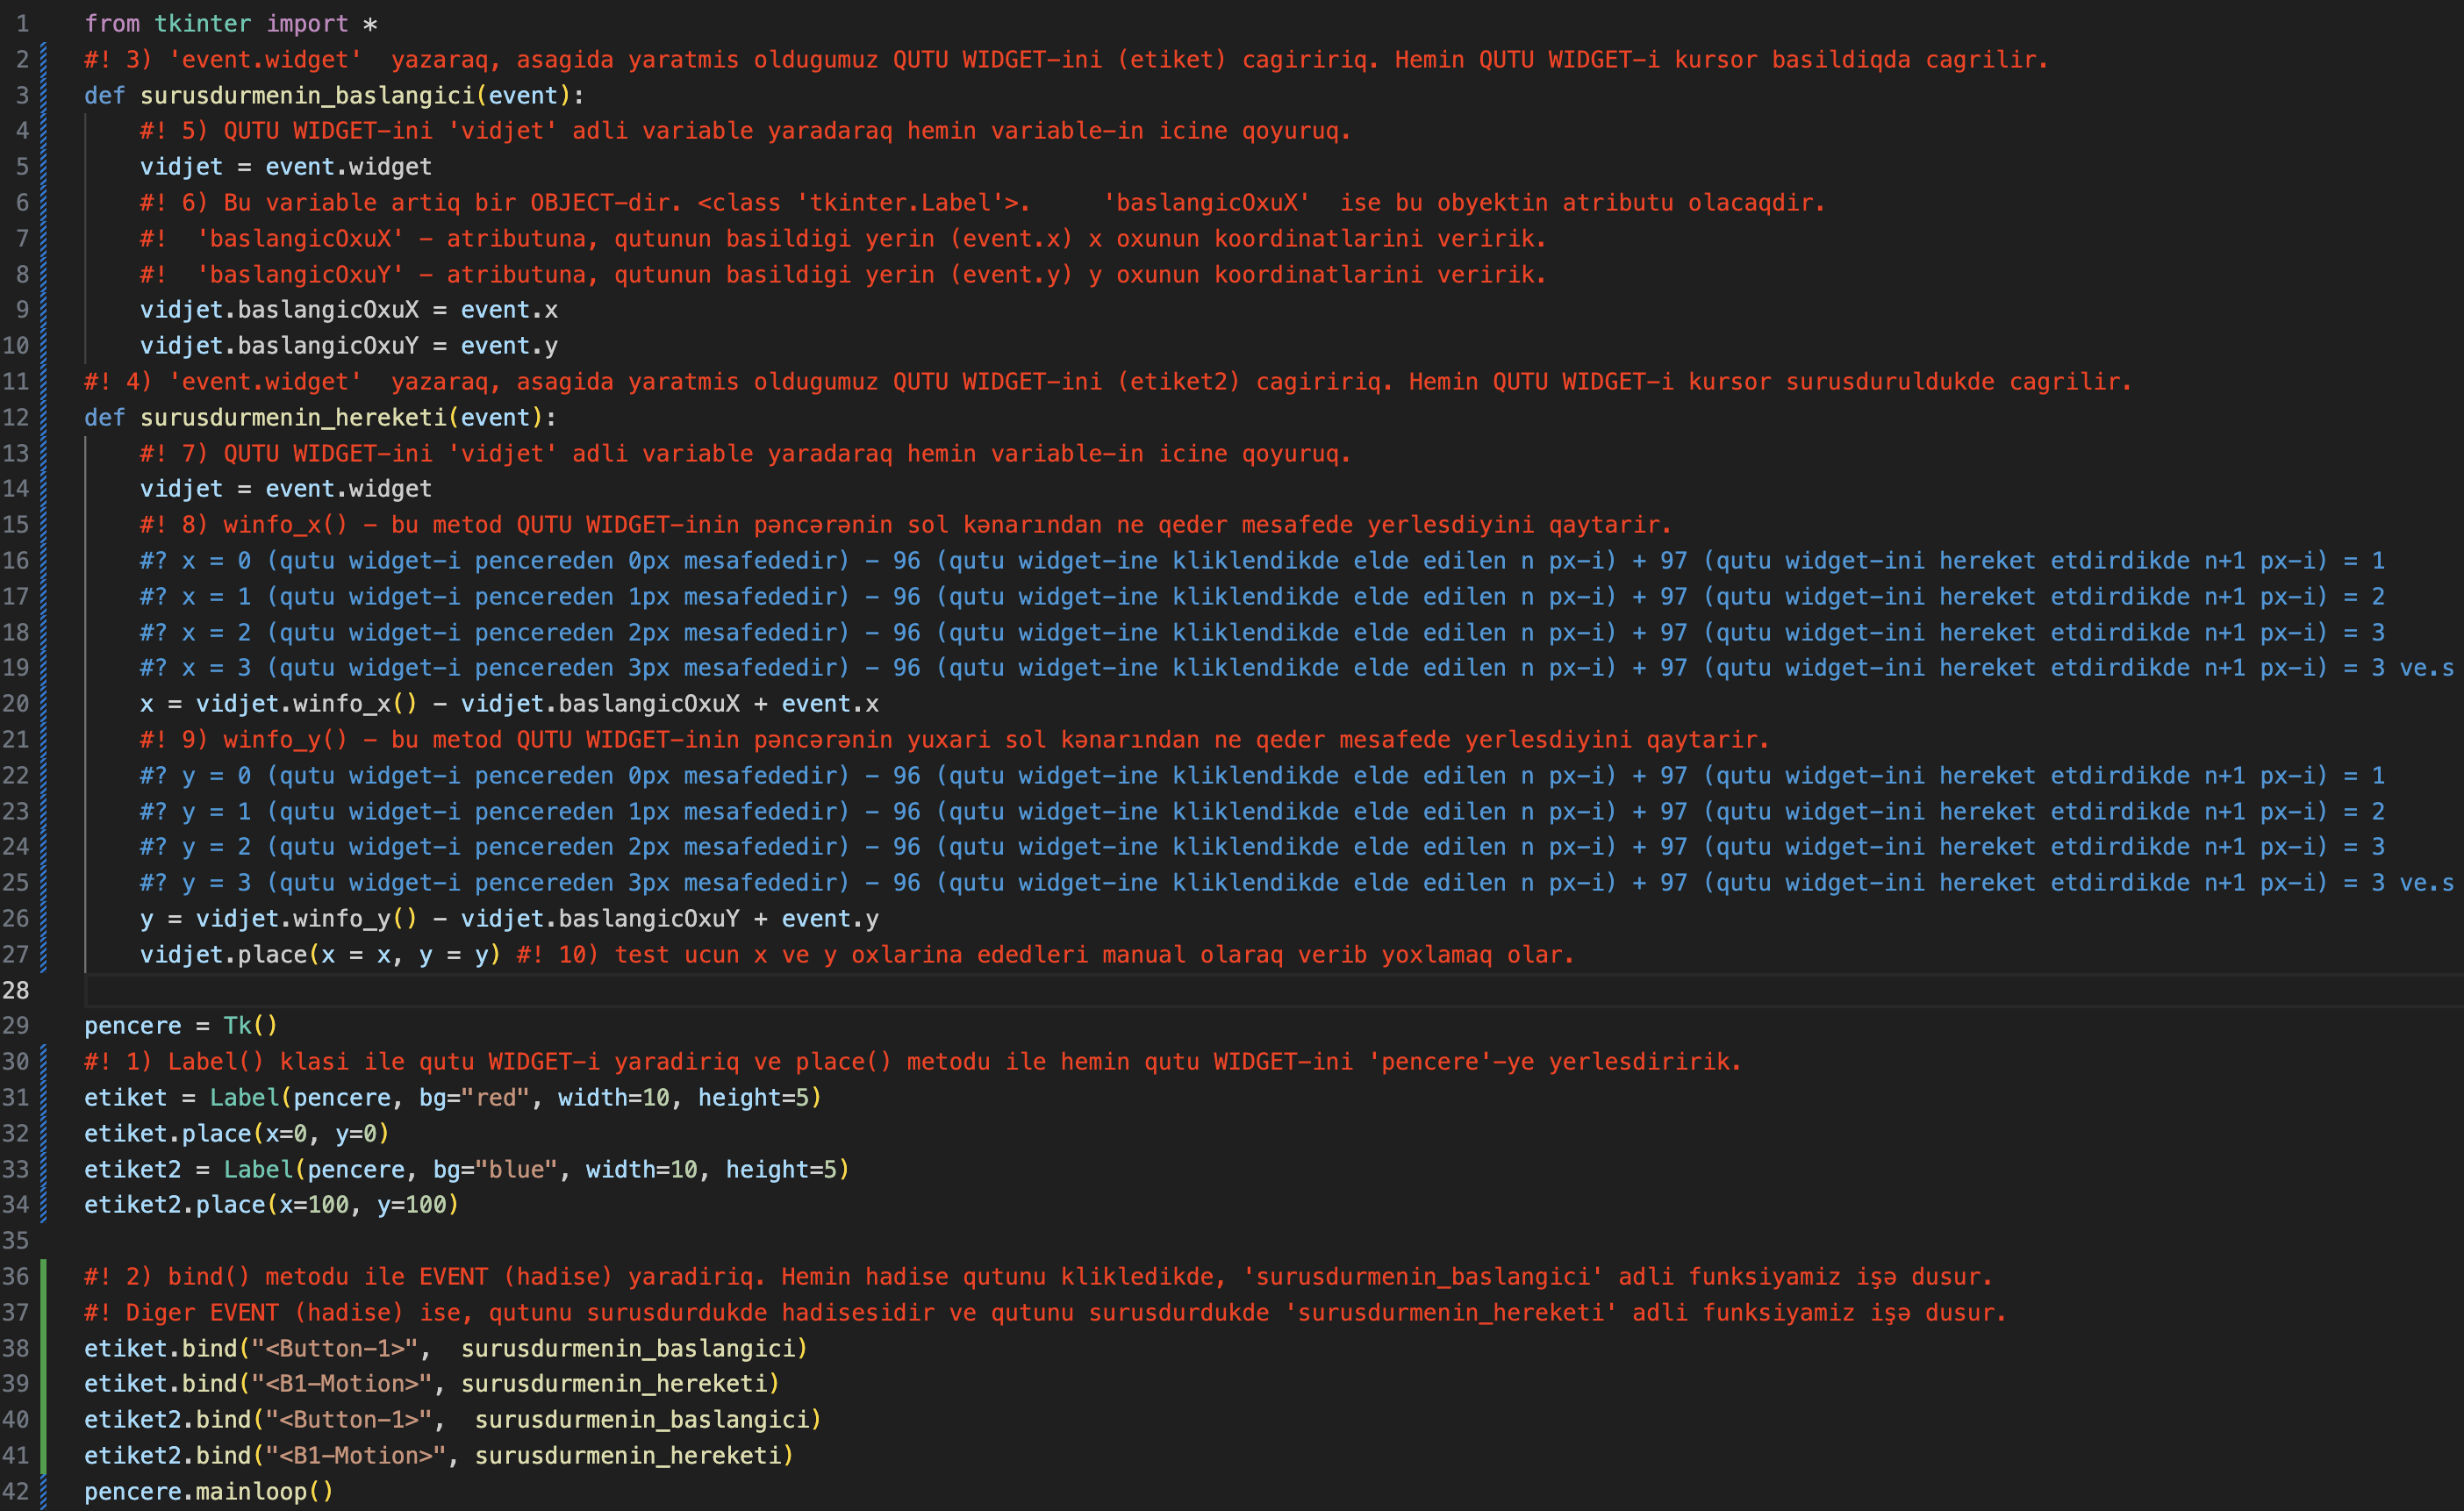 1 from tkinter import *
2 #! 3) 'event.widget'  yazaraq, asagida yaratmis oldugumuz QUTU WIDGET-ini (etiket) cagiririq. Hemin QUTU WIDGET-i kursor basildiqda cagrilir.
3 def surusdurmenin_baslangici(event):
4     #! 5) QUTU WIDGET-ini 'vidjet' adli variable yaradaraq hemin variable-in icine qoyuruq.
5     vidjet = event.widget
6     #! 6) Bu variable artiq bir OBJECT-dir. <class 'tkinter.Label'>.     'baslangicOxuX'  ise bu obyektin atributu olacaqdir.
7     #!  'baslangicOxuX' - atributuna, qutunun basildigi yerin (event.x) x oxunun koordinatlarini veririk.
8     #!  'baslangicOxuY' - atributuna, qutunun basildigi yerin (event.y) y oxunun koordinatlarini veririk.
9     vidjet.baslangicOxuX = event.x
10     vidjet.baslangicOxuY = event.y
11 #! 4) 'event.widget'  yazaraq, asagida yaratmis oldugumuz QUTU WIDGET-ini (etiket2) cagiririq. Hemin QUTU WIDGET-i kursor surusduruldukde cagrilir.
12 def surusdurmenin_hereketi(event):
13     #! 7) QUTU WIDGET-ini 'vidjet' adli variable yaradaraq hemin variable-in icine qoyuruq.
14     vidjet = event.widget
15     #! 8) winfo_x() - bu metod QUTU WIDGET-inin pəncərənin sol kənarından ne qeder mesafede yerlesdiyini qaytarir.
16     #? x = 0 (qutu widget-i pencereden 0px mesafededir) - 96 (qutu widget-ine kliklendikde elde edilen n px-i) + 97 (qutu widget-ini hereket etdirdikde n+1 px-i) = 1
17     #? x = 1 (qutu widget-i pencereden 1px mesafededir) - 96 (qutu widget-ine kliklendikde elde edilen n px-i) + 97 (qutu widget-ini hereket etdirdikde n+1 px-i) = 2
18     #? x = 2 (qutu widget-i pencereden 2px mesafededir) - 96 (qutu widget-ine kliklendikde elde edilen n px-i) + 97 (qutu widget-ini hereket etdirdikde n+1 px-i) = 3
19     #? x = 3 (qutu widget-i pencereden 3px mesafededir) - 96 (qutu widget-ine kliklendikde elde edilen n px-i) + 97 (qutu widget-ini hereket etdirdikde n+1 px-i) = 3 ve.s
20     x = vidjet.winfo_x() - vidjet.baslangicOxuX + event.x
21     #! 9) winfo_y() - bu metod QUTU WIDGET-inin pəncərənin yuxari sol kənarından ne qeder mesafede yerlesdiyini qaytarir.
22     #? y = 0 (qutu widget-i pencereden 0px mesafededir) - 96 (qutu widget-ine kliklendikde elde edilen n px-i) + 97 (qutu widget-ini hereket etdirdikde n+1 px-i) = 1
23     #? y = 1 (qutu widget-i pencereden 1px mesafededir) - 96 (qutu widget-ine kliklendikde elde edilen n px-i) + 97 (qutu widget-ini hereket etdirdikde n+1 px-i) = 2
24     #? y = 2 (qutu widget-i pencereden 2px mesafededir) - 96 (qutu widget-ine kliklendikde elde edilen n px-i) + 97 (qutu widget-ini hereket etdirdikde n+1 px-i) = 3
25     #? y = 3 (qutu widget-i pencereden 3px mesafededir) - 96 (qutu widget-ine kliklendikde elde edilen n px-i) + 97 (qutu widget-ini hereket etdirdikde n+1 px-i) = 3 ve.s
26     y = vidjet.winfo_y() - vidjet.baslangicOxuY + event.y
27     vidjet.place(x = x, y = y) #! 10) test ucun x ve y oxlarina ededleri manual olaraq verib yoxlamaq olar.
28
29 pencere = Tk()
30 #! 1) Label() klasi ile qutu WIDGET-i yaradiriq ve place() metodu ile hemin qutu WIDGET-ini 'pencere'-ye yerlesdiririk.
31 etiket = Label(pencere, bg="red", width=10, height=5)
32 etiket.place(x=0, y=0)
33 etiket2 = Label(pencere, bg="blue", width=10, height=5)
34 etiket2.place(x=100, y=100)
35
36 #! 2) bind() metodu ile EVENT (hadise) yaradiriq. Hemin hadise qutunu klikledikde, 'surusdurmenin_baslangici' adli funksiyamiz işə dusur.
37 #! Diger EVENT (hadise) ise, qutunu surusdurdukde hadisesidir ve qutunu surusdurdukde 'surusdurmenin_hereketi' adli funksiyamiz işə dusur.
38 etiket.bind("<Button-1>",  surusdurmenin_baslangici)
39 etiket.bind("<B1-Motion>", surusdurmenin_hereketi)
40 etiket2.bind("<Button-1>",  surusdurmenin_baslangici)
41 etiket2.bind("<B1-Motion>", surusdurmenin_hereketi)
42 pencere.mainloop()